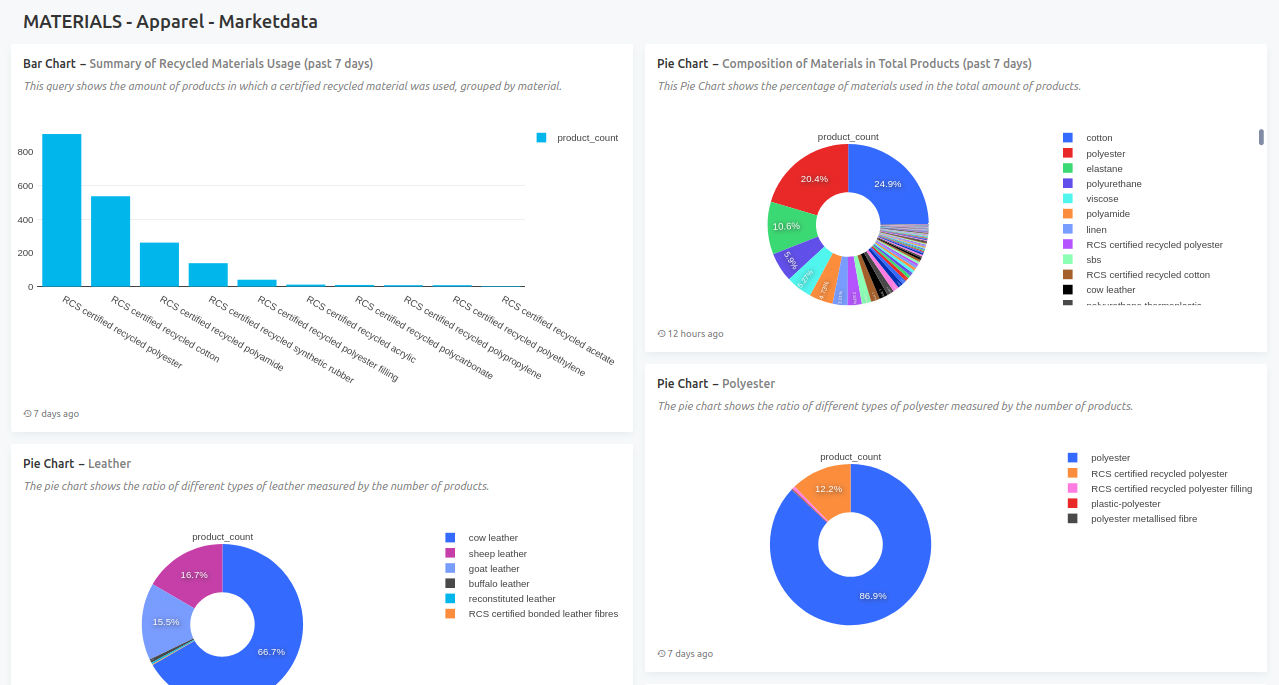 MATERIALS - Apparel - Marketdata
Bar Chart – Summary of Recycled Materials Usage (past 7 days)
This query shows the amount of products in which a certified recycled material was used, grouped by material.
product_count
800
600
400
200
0
RCS certified recycled polyester
RCS certified recycled cotton
RCS certified recycled polyamide
RCS certified recycled synthetic rubber
RCS certified recycled polyester filling
RCS certified recycled acrylic
RCS certified recycled polycarbonate
RCS certified recycled polypropylene
RCS certified recycled polyethylene
RCS certified recycled acetate
7 days ago
Pie Chart – Composition of Materials in Total Products (past 7 days)
This Pie Chart shows the percentage of materials used in the total amount of products.
product_count
24.9%
20.4%
10.6%
5.9%
cotton
polyester
elastane
polyurethane
viscose
polyamide
linen
RCS certified recycled polyester
sbs
RCS certified recycled cotton
cow leather
polyurethane thermoplastic
12 hours ago
Pie Chart – Leather
The pie chart shows the ratio of different types of leather measured by the number of products.
product_count
16.7%
15.5%
66.7%
cow leather
sheep leather
goat leather
buffalo leather
reconstituted leather
RCS certified bonded leather fibres
Pie Chart – Polyester
The pie chart shows the ratio of different types of polyester measured by the number of products.
product_count
12.2%
86.9%
polyester
RCS certified recycled polyester
RCS certified recycled polyester filling
plastic-polyester
polyester metallised fibre
7 days ago